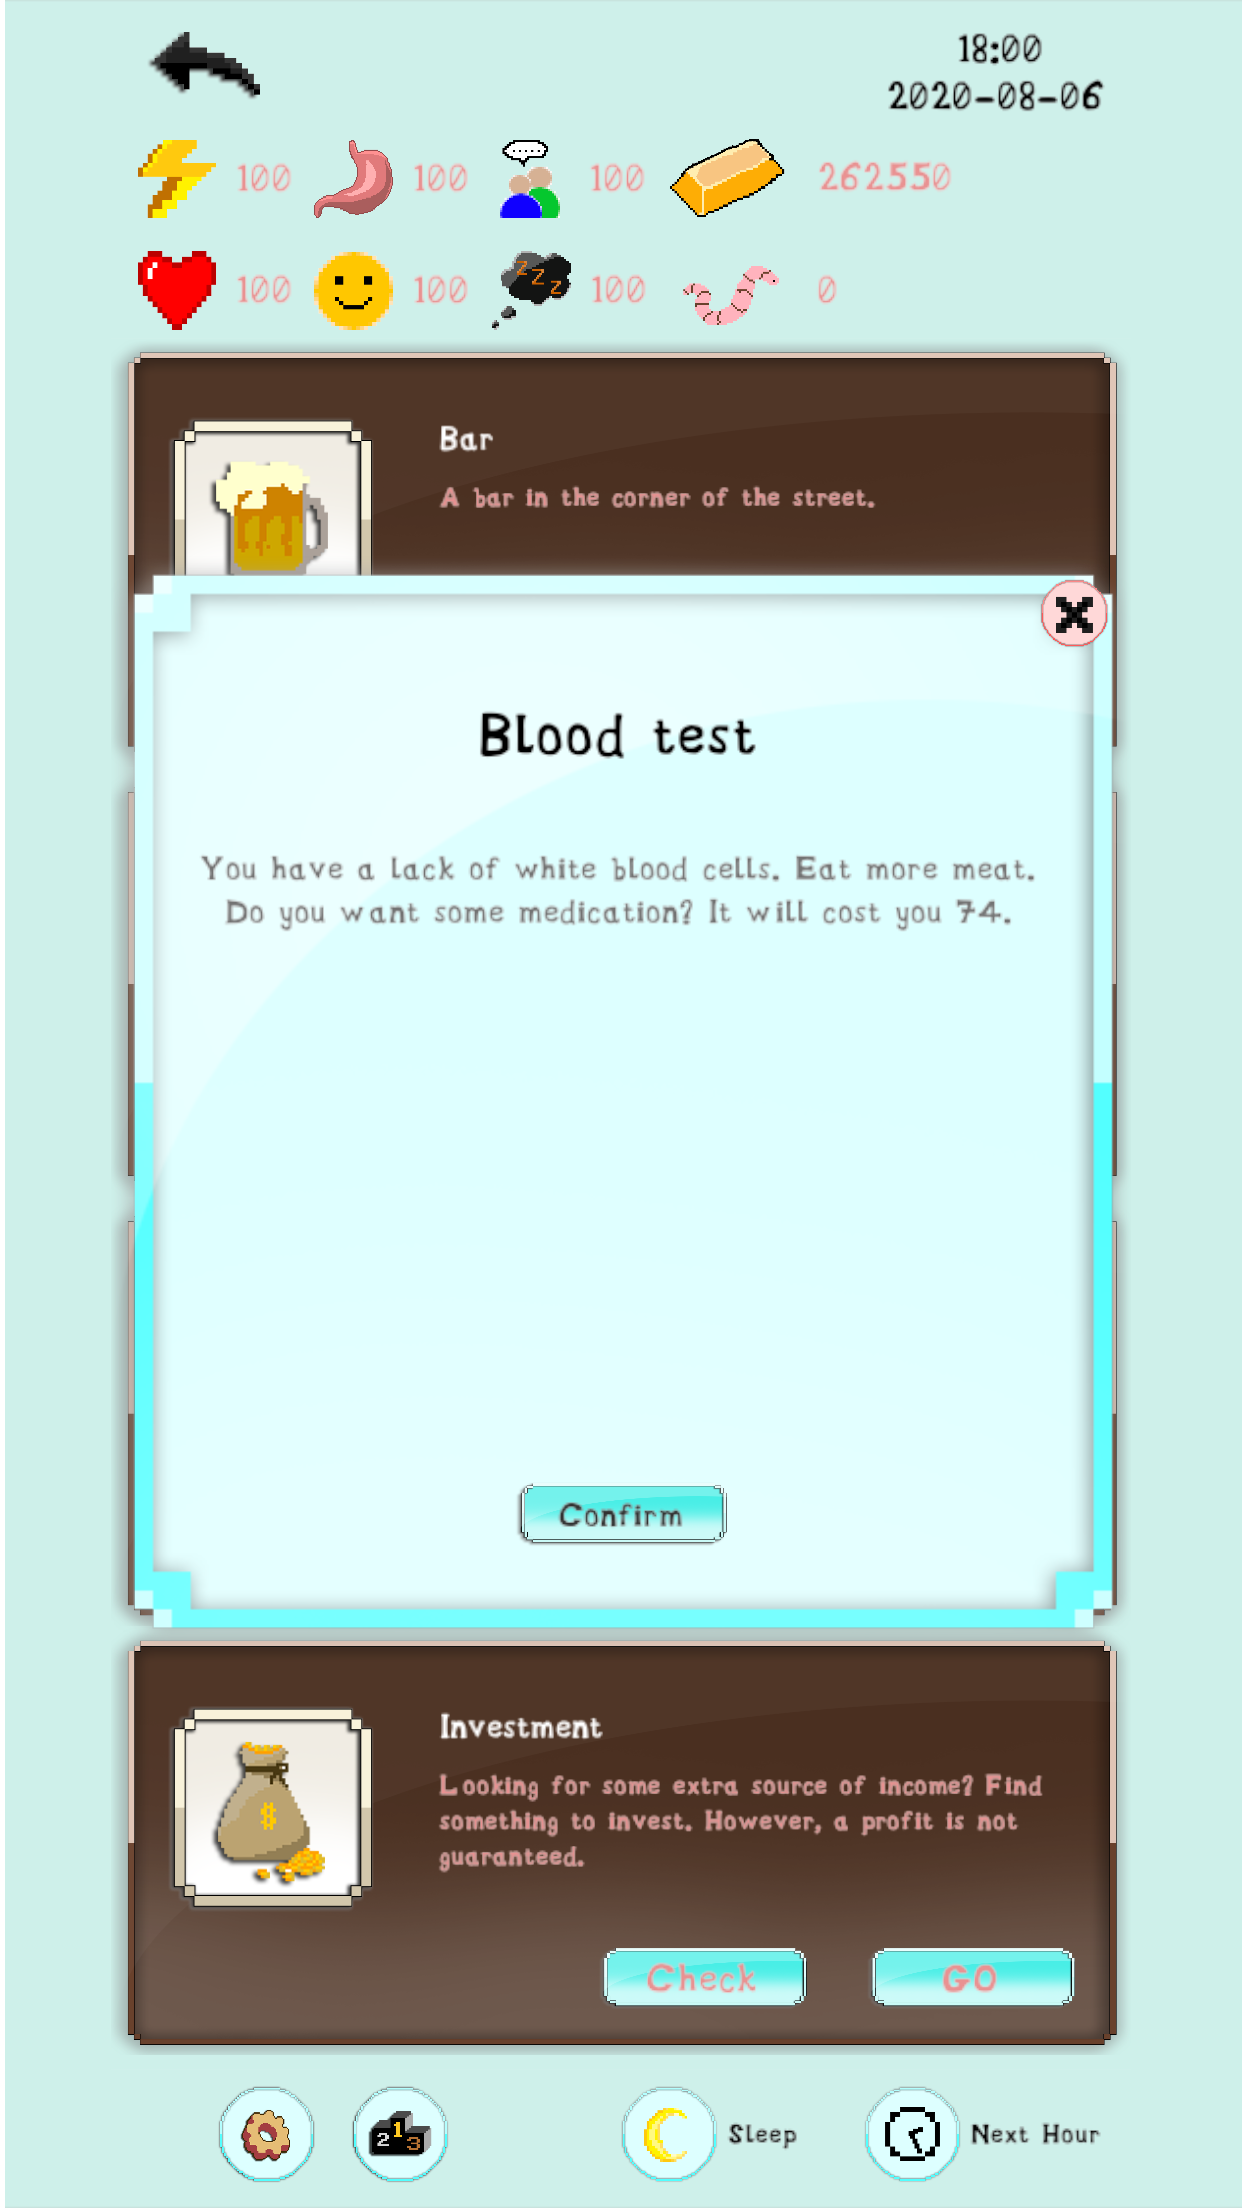 18:00
2020-08-06
100 100 100 262550
100 100 100 0
Bar
A bar in the corner of the street.
Blood test
You have a lack of white blood cells. Eat more meat.
Do you want some medication? It will cost you 74.
Confirm
Investment
Looking for some extra source of income? Find
something to invest. However, a profit is not
guaranteed.
Check GO
2 1 3 Sleep Next Hour